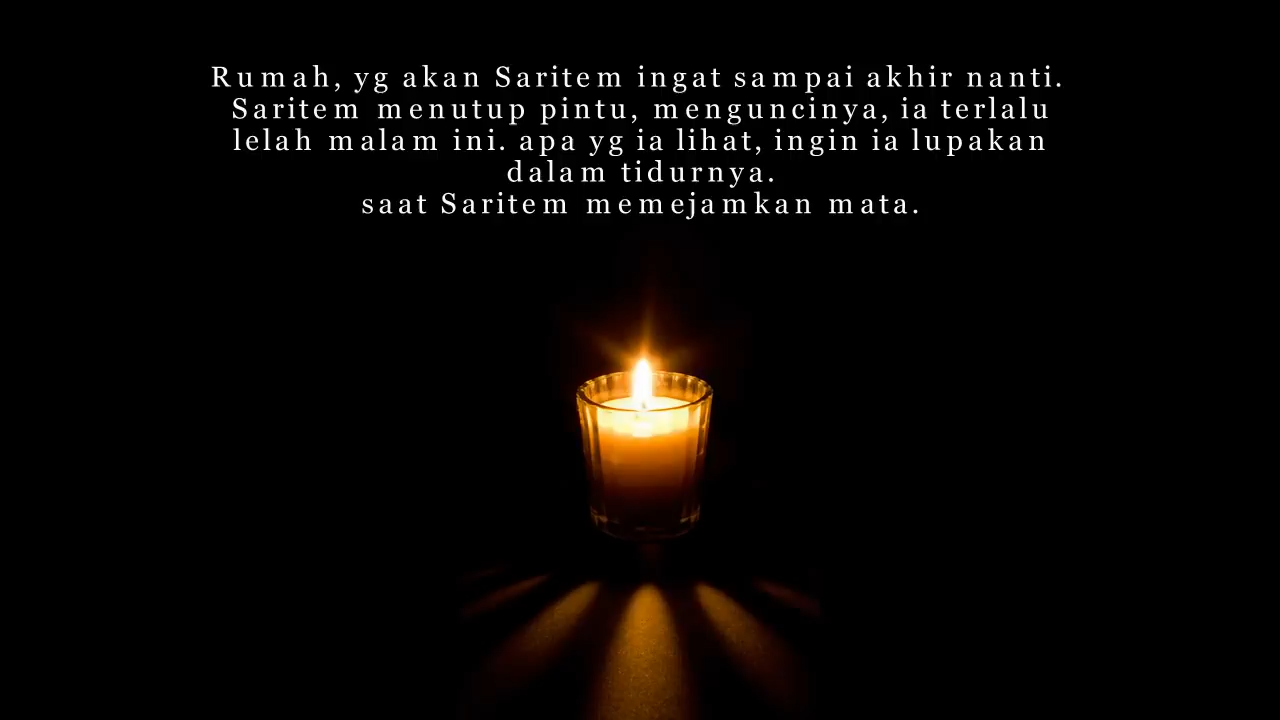 Rumah, yg akan Saritem ingat sampai akhir nanti.
Saritem menutup pintu, menguncinya, ia terlalu
lelah malam ini. apa yg ia lihat, ingin ia lupakan
dalam tidurnya.
saat Saritem memejamkan mata.